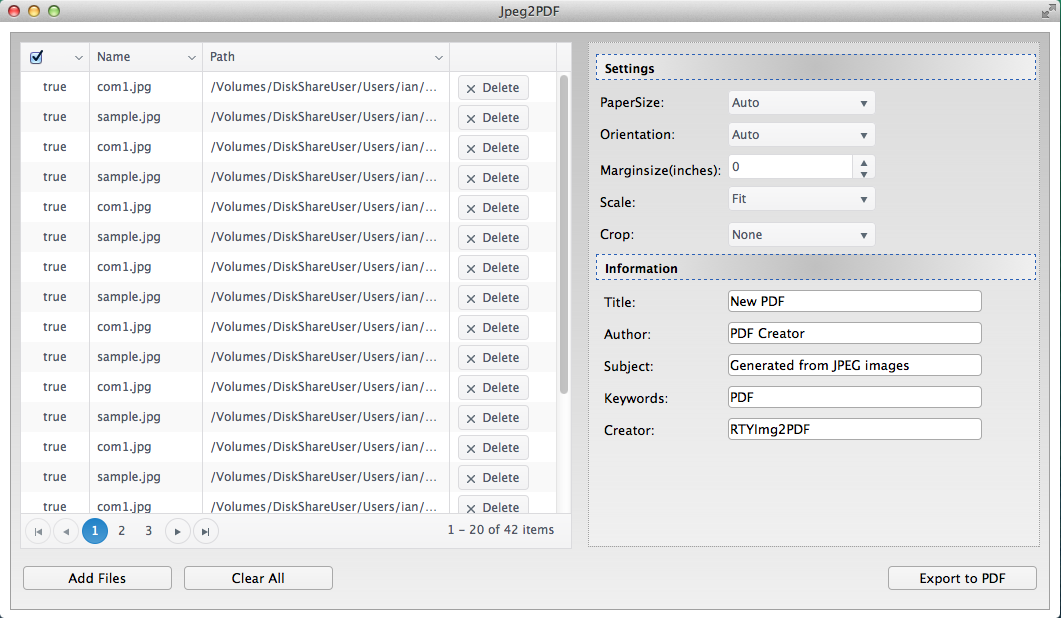 Jpeg2PDF
Name Path
true com1.jpg /Volumes/DiskShareUser/Users/ian/... × Delete
true sample.jpg /Volumes/DiskShareUser/Users/ian/... × Delete
true com1.jpg /Volumes/DiskShareUser/Users/ian/... × Delete
true sample.jpg /Volumes/DiskShareUser/Users/ian/... × Delete
true com1.jpg /Volumes/DiskShareUser/Users/ian/... × Delete
true sample.jpg /Volumes/DiskShareUser/Users/ian/... × Delete
true com1.jpg /Volumes/DiskShareUser/Users/ian/... × Delete
true sample.jpg /Volumes/DiskShareUser/Users/ian/... × Delete
true com1.jpg /Volumes/DiskShareUser/Users/ian/... × Delete
true sample.jpg /Volumes/DiskShareUser/Users/ian/... × Delete
true com1.jpg /Volumes/DiskShareUser/Users/ian/... × Delete
true sample.jpg /Volumes/DiskShareUser/Users/ian/... × Delete
true com1.jpg /Volumes/DiskShareUser/Users/ian/... × Delete
true sample.jpg /Volumes/DiskShareUser/Users/ian/... × Delete
true com1.jpg /Volumes/DiskShareUser/Users/ian/... × Delete
1 2 3 1 - 20 of 42 items
Settings
PaperSize: Auto
Orientation: Auto
Marginsize(inches): 0
Scale: Fit
Crop: None
Information
Title: New PDF
Author: PDF Creator
Subject: Generated from JPEG images
Keywords: PDF
Creator: RTYImg2PDF
Add Files Clear All Export to PDF